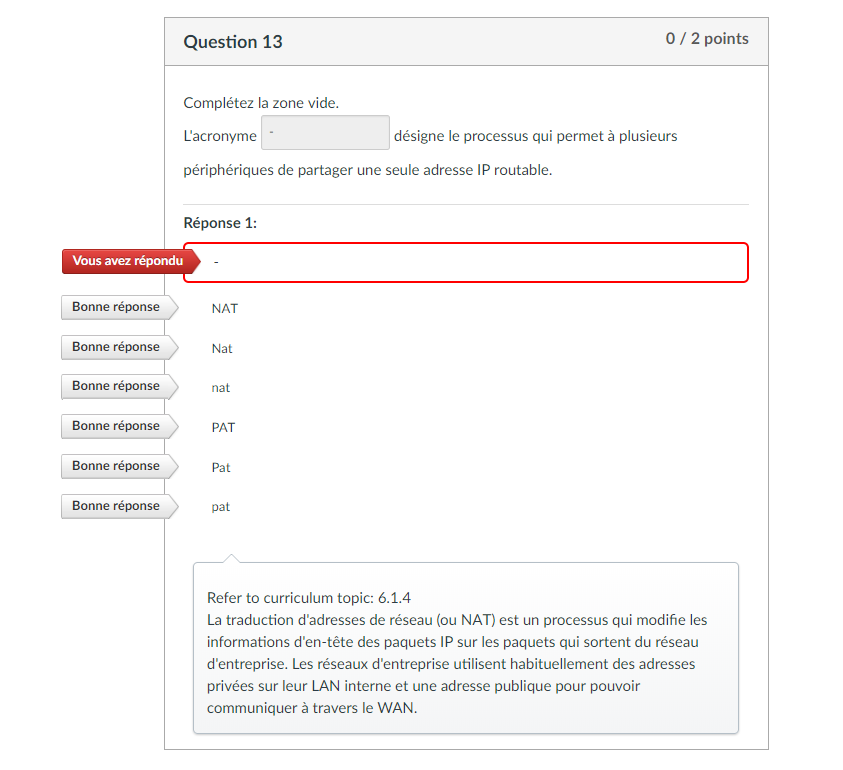 Question 13
0 / 2 points
Complétez la zone vide.
L'acronyme - désigne le processus qui permet à plusieurs
périphériques de partager une seule adresse IP routable.
Réponse 1:
Vous avez répondu -
Bonne réponse NAT
Bonne réponse Nat
Bonne réponse nat
Bonne réponse PAT
Bonne réponse Pat
Bonne réponse pat
Refer to curriculum topic: 6.1.4
La traduction d'adresses de réseau (ou NAT) est un processus qui modifie les
informations d'en-tête des paquets IP sur les paquets qui sortent du réseau
d'entreprise. Les réseaux d'entreprise utilisent habituellement des adresses
privées sur leur LAN interne et une adresse publique pour pouvoir
communiquer à travers le WAN.